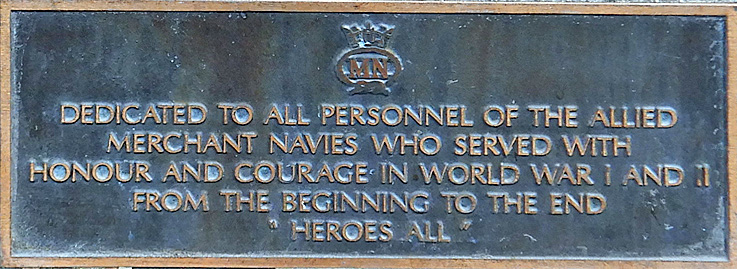 MN
DEDICATED TO ALL PERSONNEL OF THE ALLIED
MERCHANT NAVIES WHO SERVED WITH
HONOUR AND COURAGE IN WORLD WAR I AND II
FROM THE BEGINNING TO THE END
" HEROES ALL "